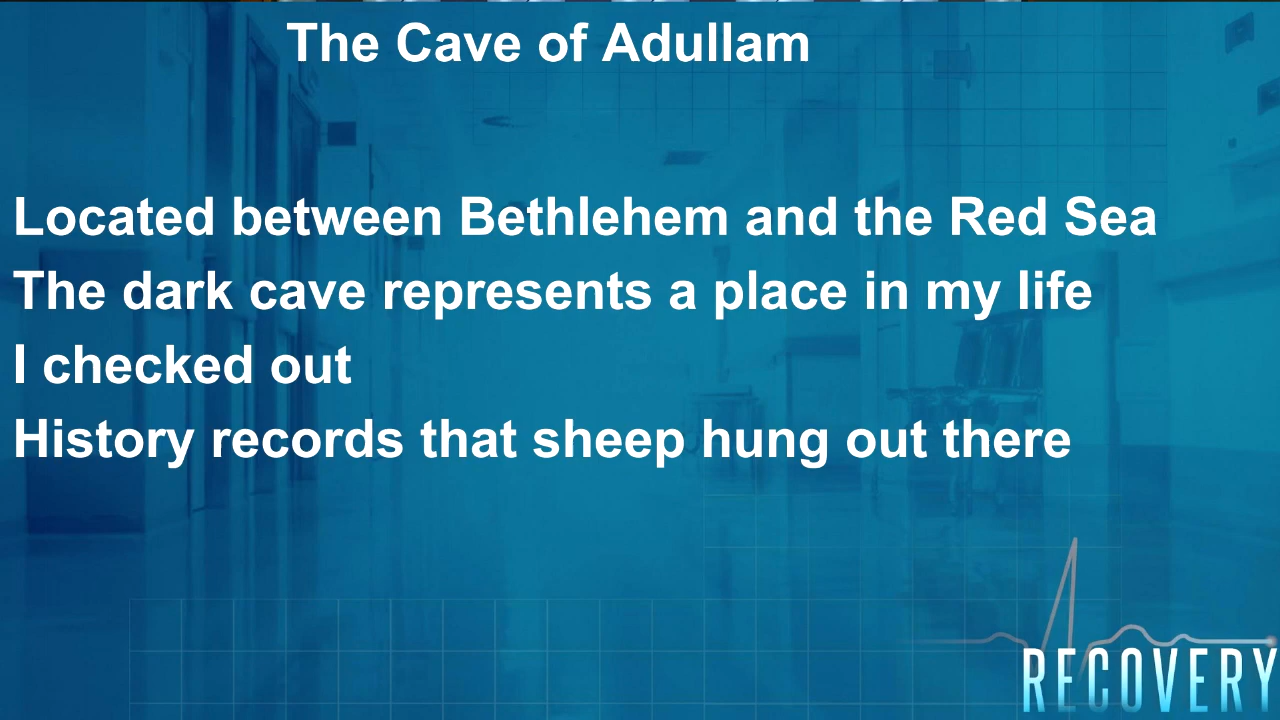 The Cave of Adullam
Located between Bethlehem and the Red Sea
The dark cave represents a place in my life
I checked out
History records that sheep hung out there
RECOVERY